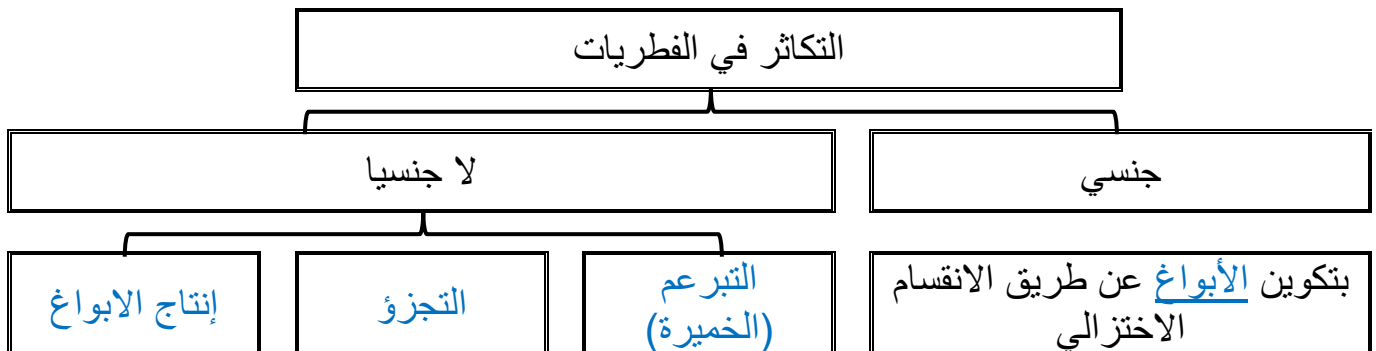 التكاثر في الفطريات
جنسي
لا جنسيا
بتكوين الأبواغ عن طريق الانقسام
الاختزالي
التبرعم
(الخميرة)
التجزؤ
إنتاج الابواغ